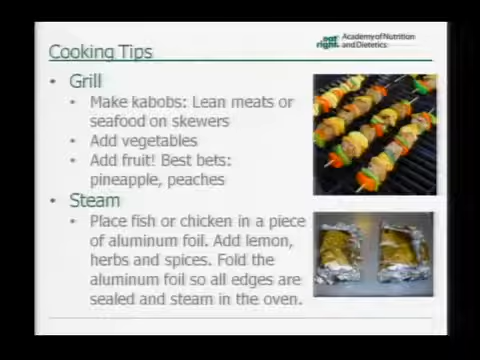 eat right. Academy of Nutrition and Dietetics
Cooking Tips
• Grill
• Make kabobs: Lean meats or
seafood on skewers
• Add vegetables
• Add fruit! Best bets:
pineapple, peaches
• Steam
• Place fish or chicken in a piece
of aluminum foil. Add lemon,
herbs and spices. Fold the
aluminum foil so all edges are
sealed and steam in the oven.